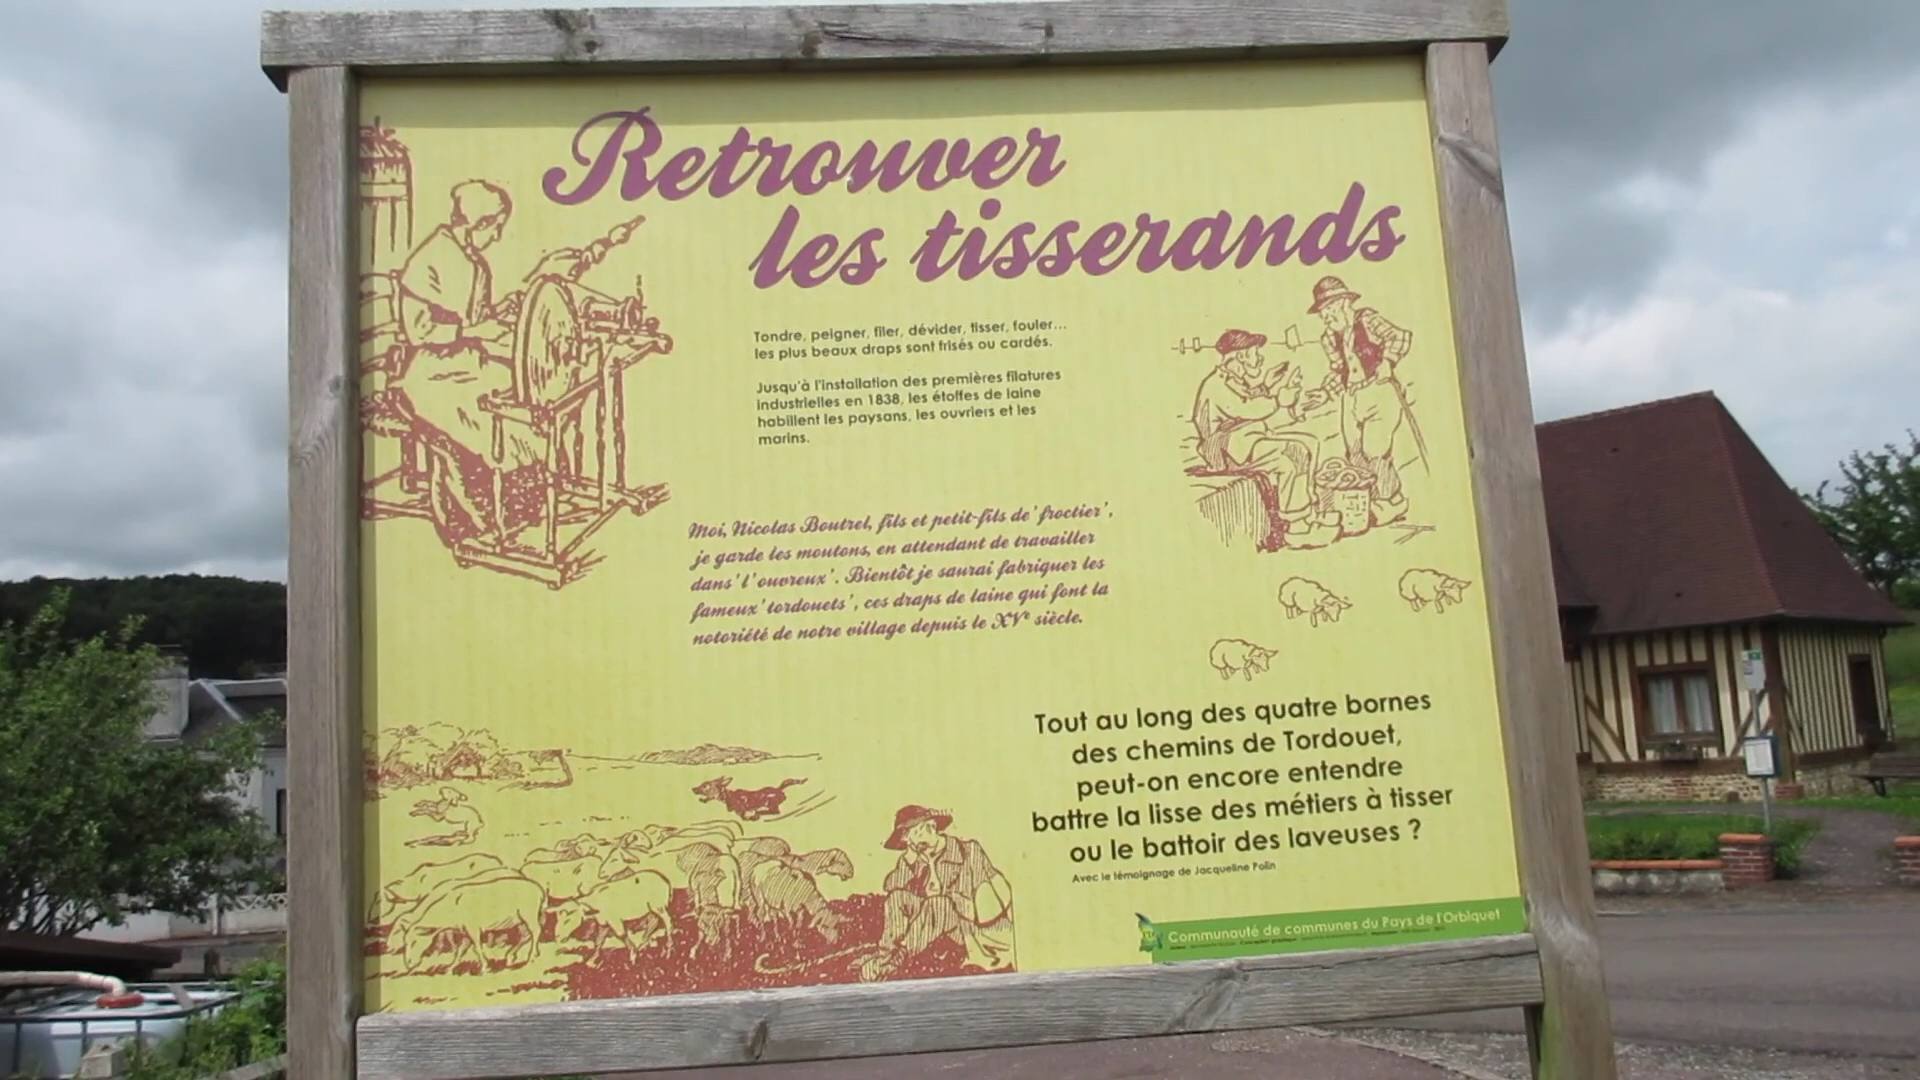 Retrouver
les tisserands
Tondre, peigner, filer, dévider, tisser, fouler...
les plus beaux draps sont frisés ou cardés.
Jusqu'à l'installation des premières filatures
industrielles en 1838, les étoffes de laine
habillent les paysans, les ouvriers et les
marins.
Moi, Nicolas Boutrel, fils et petit-fils de 'froctier',
je garde les moutons, en attendant de travailler
dans 'l'ouvreux'. Bientôt je saurai fabriquer les
fameux 'tordouets', ces draps de laine qui font la
notoriété de notre village depuis le XVe siècle.
Tout au long des quatre bornes
des chemins de Tordouet,
peut-on encore entendre
battre la lisse des métiers à tisser
ou le battoir des laveuses ?
Avec le témoignage de Jacqueline Polin
Communauté de communes du Pays de l'Orbiquet